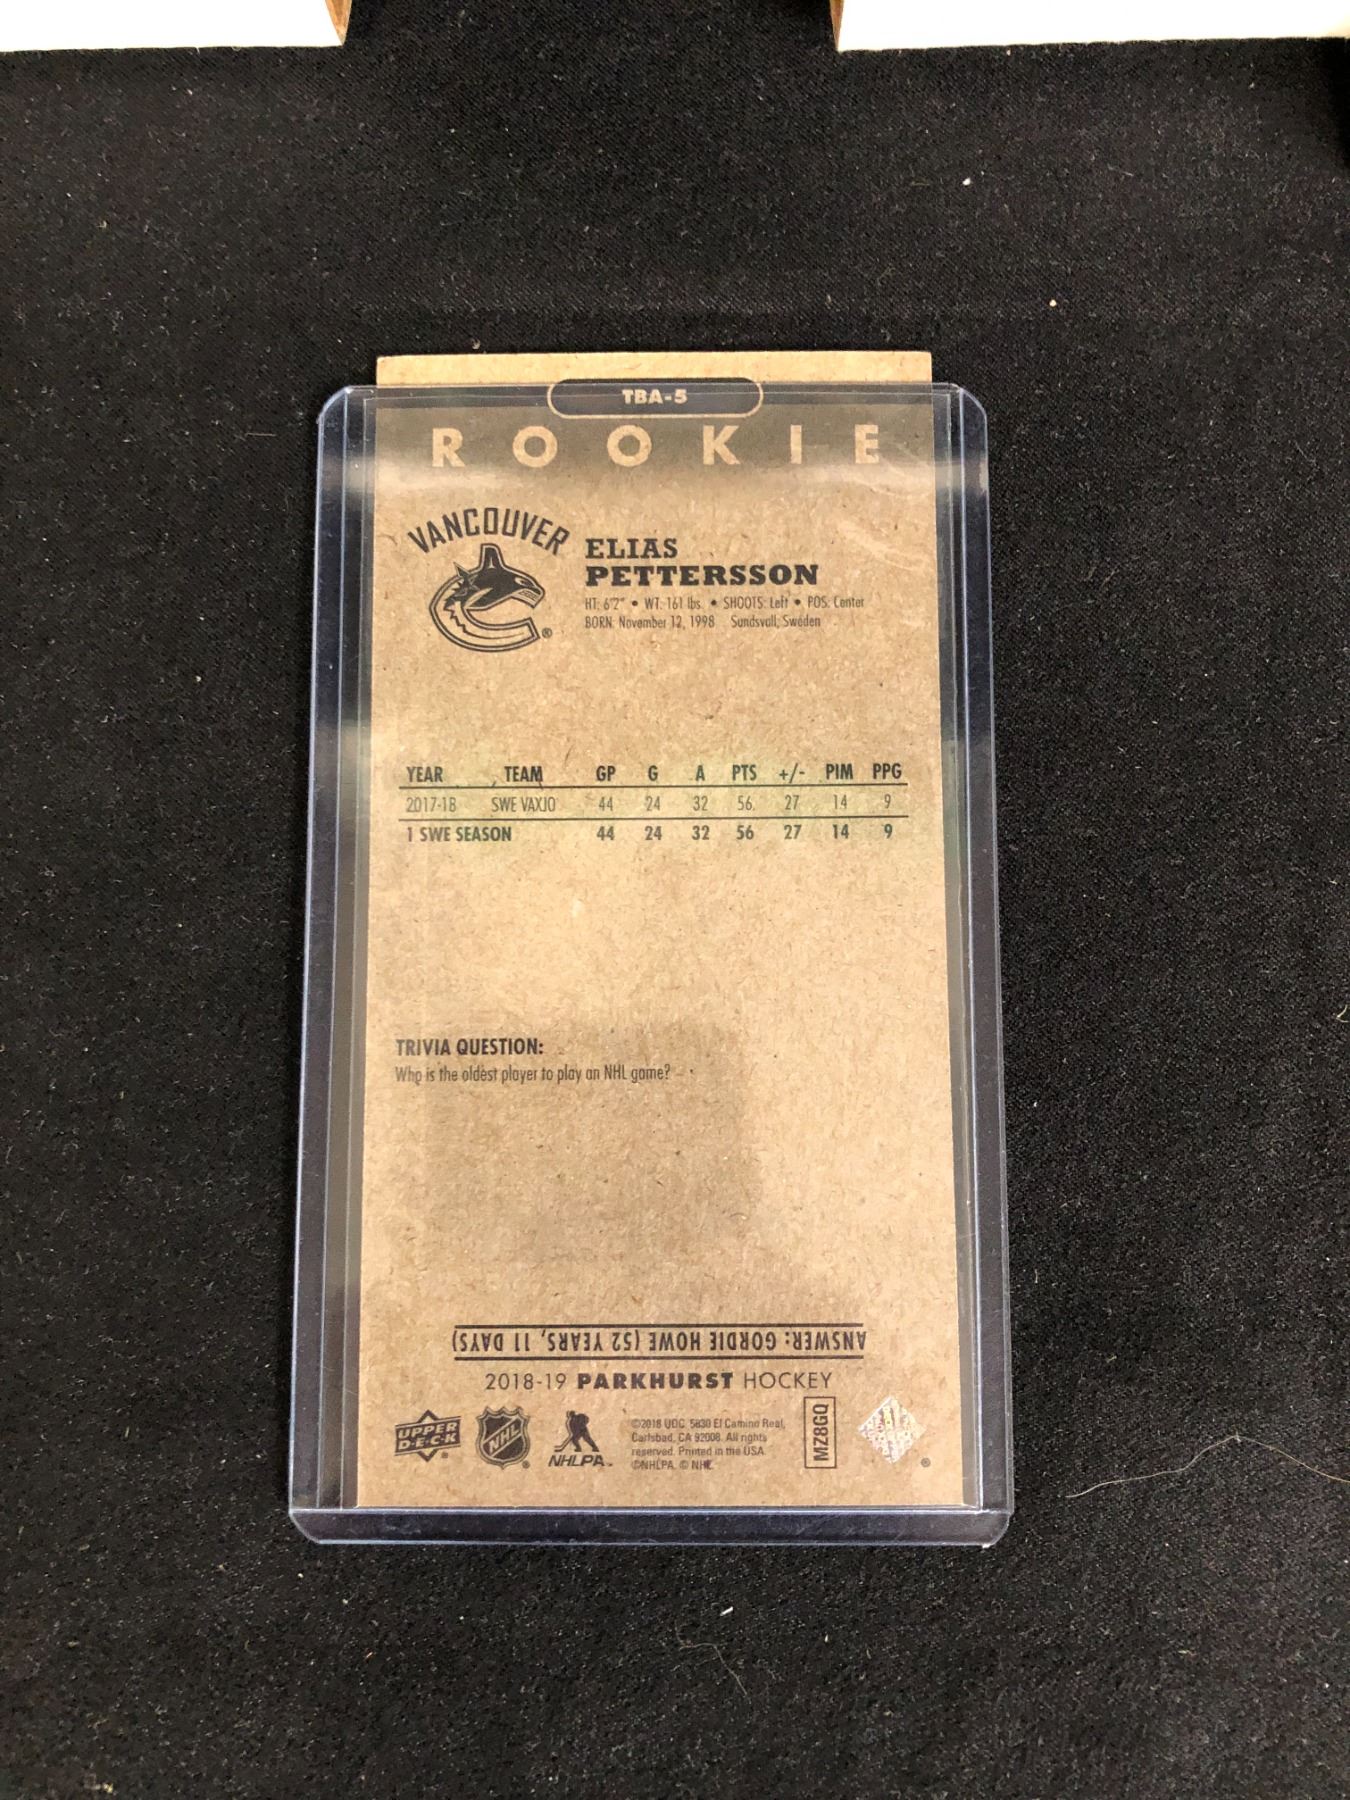 TBA-5
ROOKIE
VANCOUVER
ELIAS
PETTERSSON
HT: 6'2" • WT: 161 lbs. • SHOOTS: Left • POS: Center
BORN: November 12, 1998 Sundsvall, Sweden
YEAR TEAM GP G A PTS +/- PIM PPG
2017-18 SWE VAXJO 44 24 32 56 27 14 9
1 SWE SEASON 44 24 32 56 27 14 9
TRIVIA QUESTION:
Who is the oldest player to play an NHL game?
ANSWER: GORDIE HOWE (52 YEARS, 11 DAYS)
2018-19 PARKHURST HOCKEY
UPPER
D·E·C·K
NHL
NHLPA
©2018 UDC, 5830 El Camino Real,
Carlsbad, CA 92008. All rights
reserved. Printed in the USA.
©NHLPA. © NHL
MZ8GQ